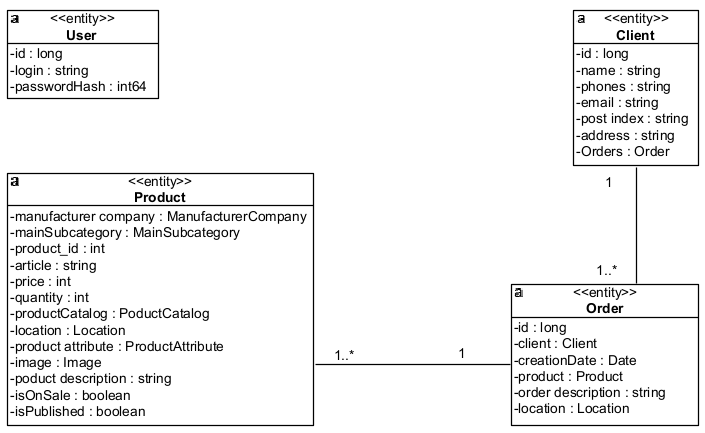 a <<entity>>
User
-id : long
-login : string
-passwordHash : int64
a <<entity>>
Client
-id : long
-name : string
-phones : string
-email : string
-post index : string
-address : string
-Orders : Order
1
1..*
a <<entity>>
Product
-manufacturer company : ManufacturerCompany
-mainSubcategory : MainSubcategory
-product_id : int
-article : string
-price : int
-quantity : int
-productCatalog : PoductCatalog
-location : Location
-product attribute : ProductAttribute
-image : Image
-poduct description : string
-isOnSale : boolean
-isPublished : boolean
1..*
1
a <<entity>>
Order
-id : long
-client : Client
-creationDate : Date
-product : Product
-order description : string
-location : Location